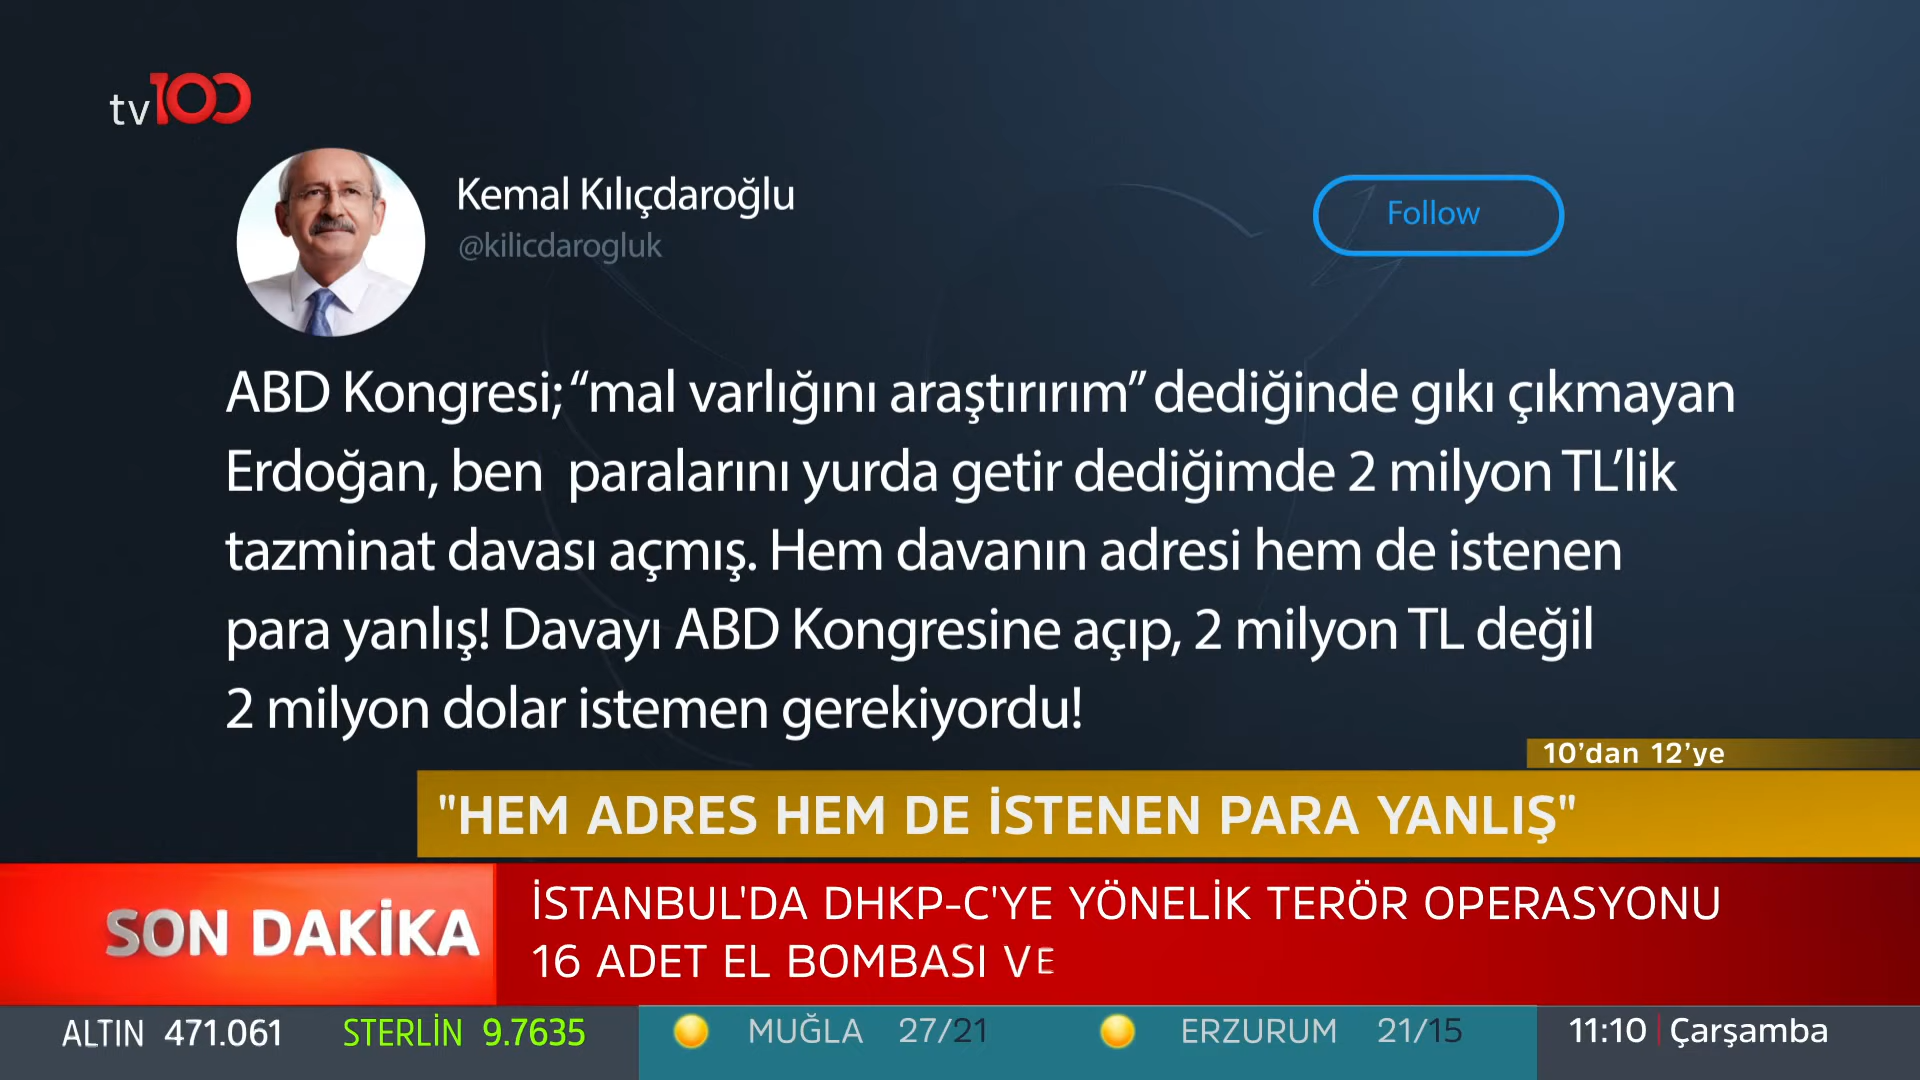 tv100
Kemal Kılıçdaroğlu
@kilicdarogluk
Follow
ABD Kongresi; “mal varlığını araştırırım” dediğinde gıkı çıkmayan
Erdoğan, ben paralarını yurda getir dediğimde 2 milyon TL’lik
tazminat davası açmış. Hem davanın adresi hem de istenen
para yanlış! Davayı ABD Kongresine açıp, 2 milyon TL değil
2 milyon dolar istemen gerekiyordu!
10’dan 12’ye
"HEM ADRES HEM DE İSTENEN PARA YANLIŞ"
SON DAKİKA
İSTANBUL'DA DHKP-C'YE YÖNELİK TERÖR OPERASYONU
16 ADET EL BOMBASI VE
ALTIN 471.061 STERLİN 9.7635 MUĞLA 27/21 ERZURUM 21/15 11:10 Çarşamba